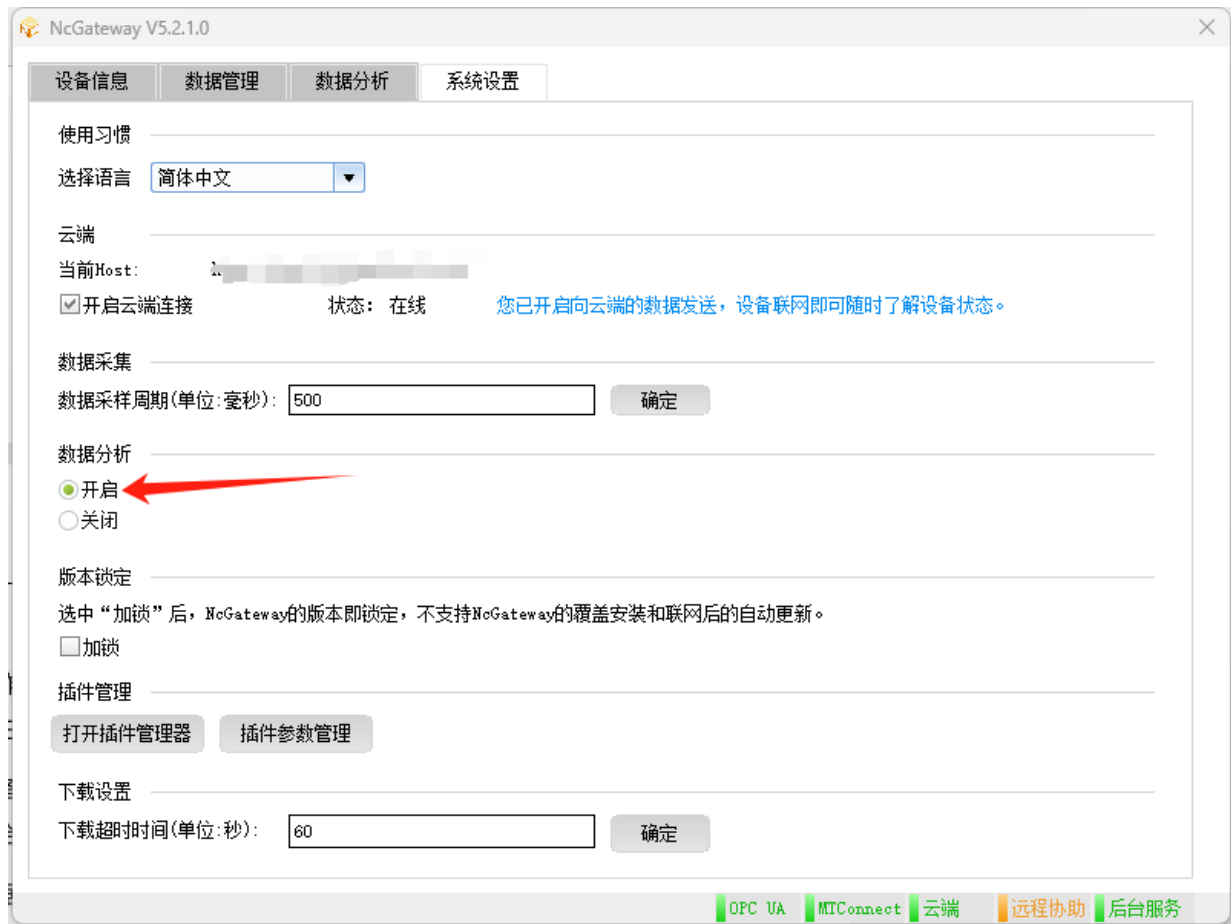 NcGateway V5.2.1.0
设备信息 数据管理 数据分析 系统设置
使用习惯
选择语言 简体中文
云端
当前Host:
开启云端连接 状态: 在线 您已开启向云端的数据发送，设备联网即可随时了解设备状态。
数据采集
数据采样周期(单位:毫秒): 500 确定
数据分析
开启
关闭
版本锁定
选中“加锁”后，NcGateway的版本即锁定，不支持NcGateway的覆盖安装和联网后的自动更新。
加锁
插件管理
打开插件管理器 插件参数管理
下载设置
下载超时时间(单位:秒): 60 确定
OPC UA MTConnect 云端 远程协助 后台服务